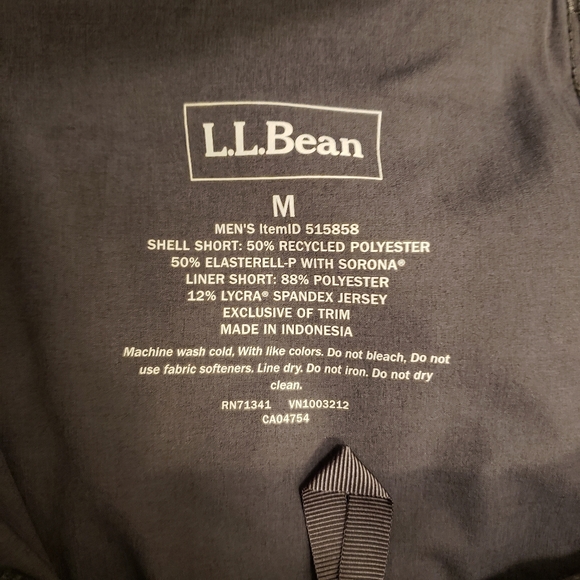 L.L.Bean
M
MEN'S ItemID 515858
SHELL SHORT: 50% RECYCLED POLYESTER
50% ELASTERELL-P WITH SORONA®
LINER SHORT: 88% POLYESTER
12% LYCRA® SPANDEX JERSEY
EXCLUSIVE OF TRIM
MADE IN INDONESIA
Machine wash cold, With like colors. Do not bleach, Do not
use fabric softeners. Line dry. Do not iron. Do not dry
clean.
RN71341 VN1003212
CA04754